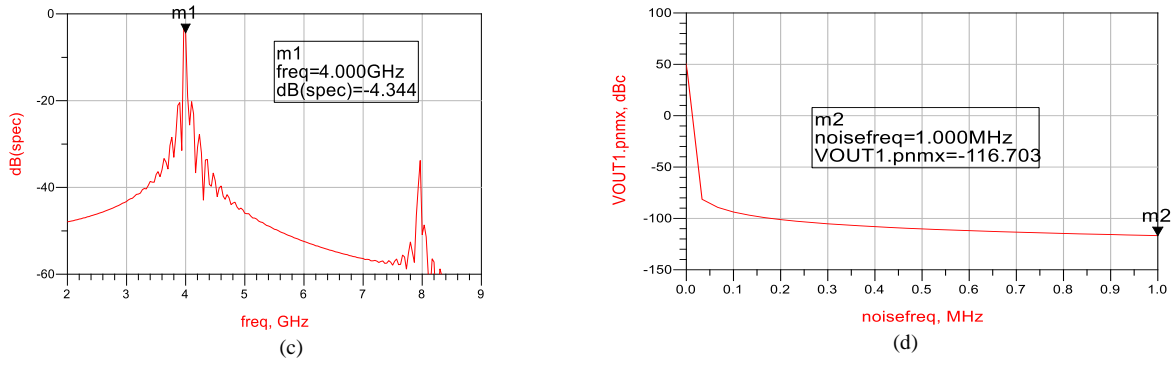 m1
0
-20
-40
-60
dB(spec)
m1
freq=4.000GHz
dB(spec)=-4.344
2 3 4 5 6 7 8 9
freq, GHz
(c)
100
50
0
-50
-100
-150
VOUT1.pnmx, dBc
m2
noisefreq=1.000MHz
VOUT1.pnmx=-116.703
m2
0.0 0.1 0.2 0.3 0.4 0.5 0.6 0.7 0.8 0.9 1.0
noisefreq, MHz
(d)